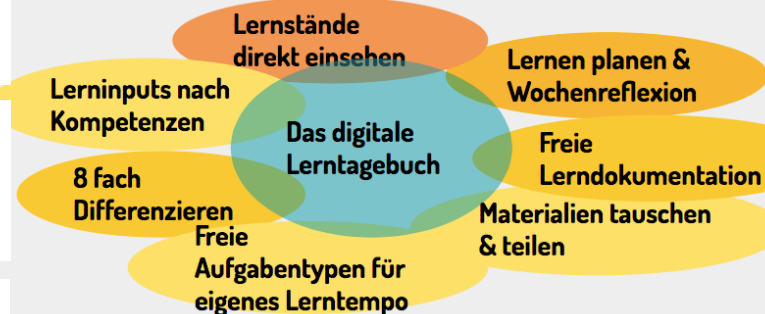 Lernstände
direkt einsehen
Lernen planen &
Wochenreflexion
Lerninputs nach
Kompetenzen
Das digitale
Lerntagebuch
Freie
Lerndokumentation
8 fach
Differenzieren
Materialien tauschen
& teilen
Freie
Aufgabentypen für
eigenes Lerntempo